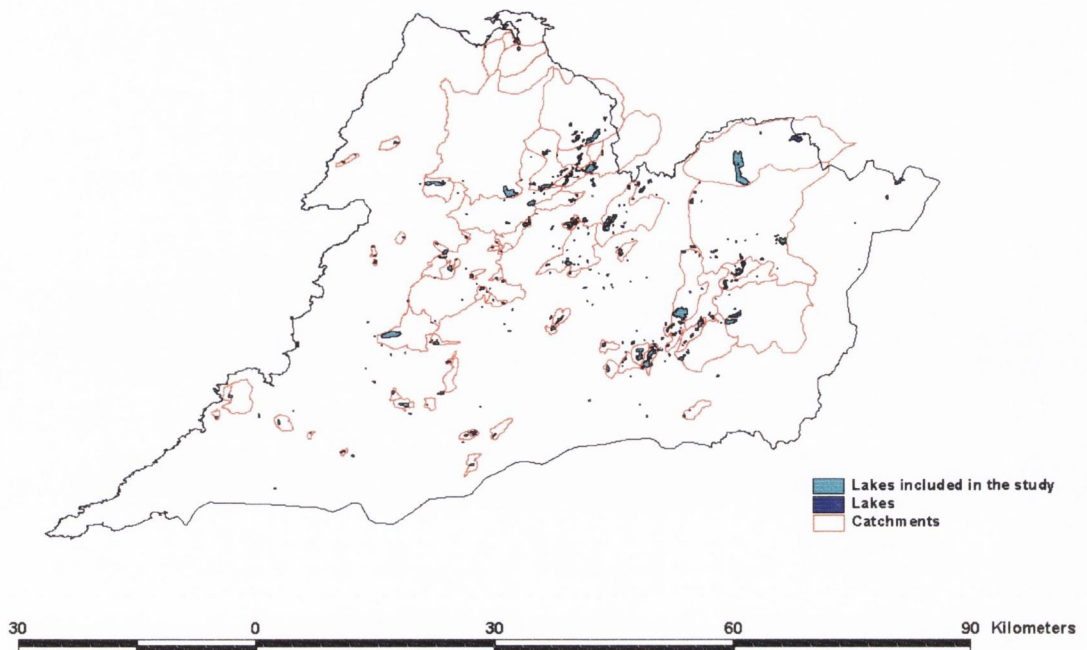 Lakes included in the study
Lakes
Catchments
30 0 30 60 90 Kilometers